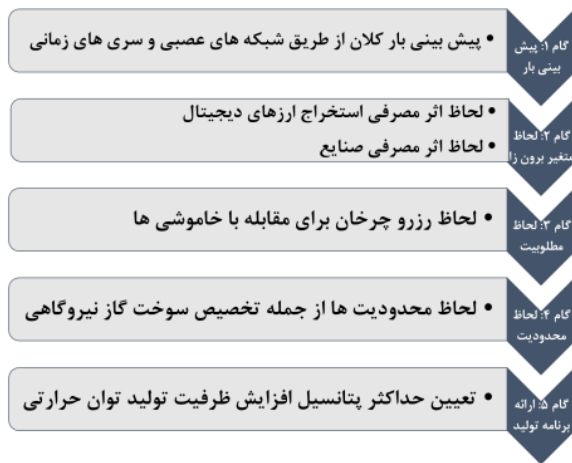 گام ۱: پیش
بینی بار
• پیش بینی بار کلان از طریق شبکه های عصبی و سری های زمانی
گام ۲: لحاظ
متغیر برون زا
• لحاظ اثر مصرفی استخراج ارزهای دیجیتال
• لحاظ اثر مصرفی صنایع
گام ۳: لحاظ
مطلوبیت
• لحاظ رزرو چرخان برای مقابله با خاموشی ها
گام ۴: لحاظ
محدودیت
• لحاظ محدودیت ها از جمله تخصیص سوخت گاز نیروگاهی
گام ۵: ارائه
برنامه تولید
• تعیین حداکثر پتانسیل افزایش ظرفیت تولید توان حرارتی